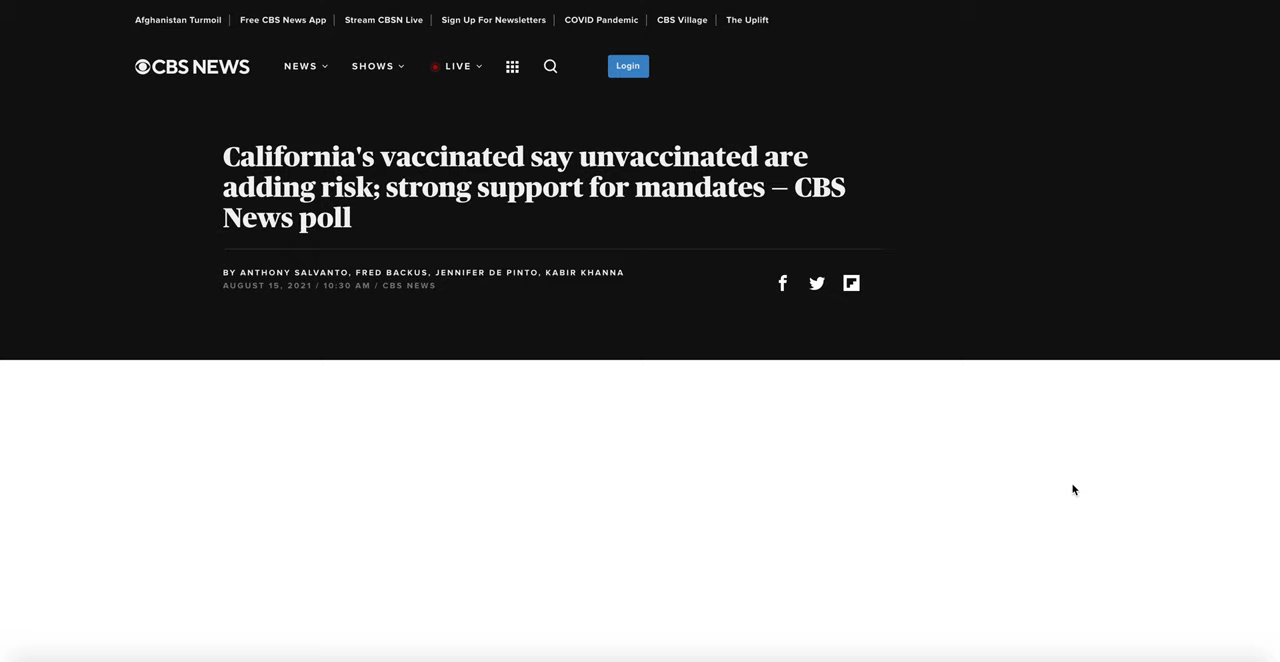 Afghanistan Turmoil Free CBS News App Stream CBSN Live Sign Up For Newsletters COVID Pandemic CBS Village The Uplift
CBS NEWS NEWS SHOWS LIVE Login
California's vaccinated say unvaccinated are
adding risk; strong support for mandates — CBS
News poll
BY ANTHONY SALVANTO, FRED BACKUS, JENNIFER DE PINTO, KABIR KHANNA
AUGUST 15, 2021 / 10:30 AM / CBS NEWS